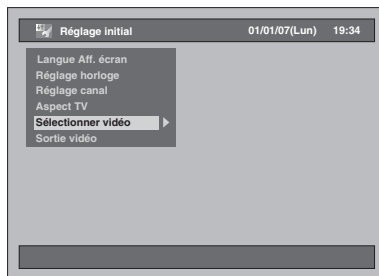 Réglage initial 01/01/07(Lun) 19:34
Langue Aff. écran
Réglage horloge
Réglage canal
Aspect TV
Sélectionner vidéo
Sortie vidéo